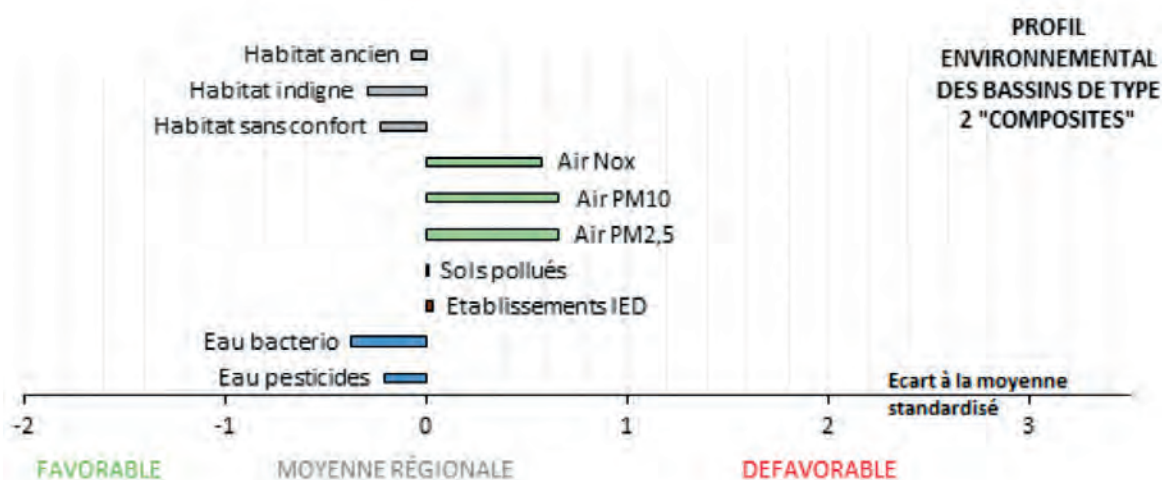 PROFIL
ENVIRONNEMENTAL
DES BASSINS DE TYPE
2 "COMPOSITES"
Habitat ancien
Habitat indigne
Habitat sans confort
Air Nox
Air PM10
Air PM2,5
Sols pollués
Etablissements IED
Eau bacterio
Eau pesticides
Ecart à la moyenne
standardisé
-2 -1 0 1 2 3
FAVORABLE MOYENNE RÉGIONALE DEFAVORABLE